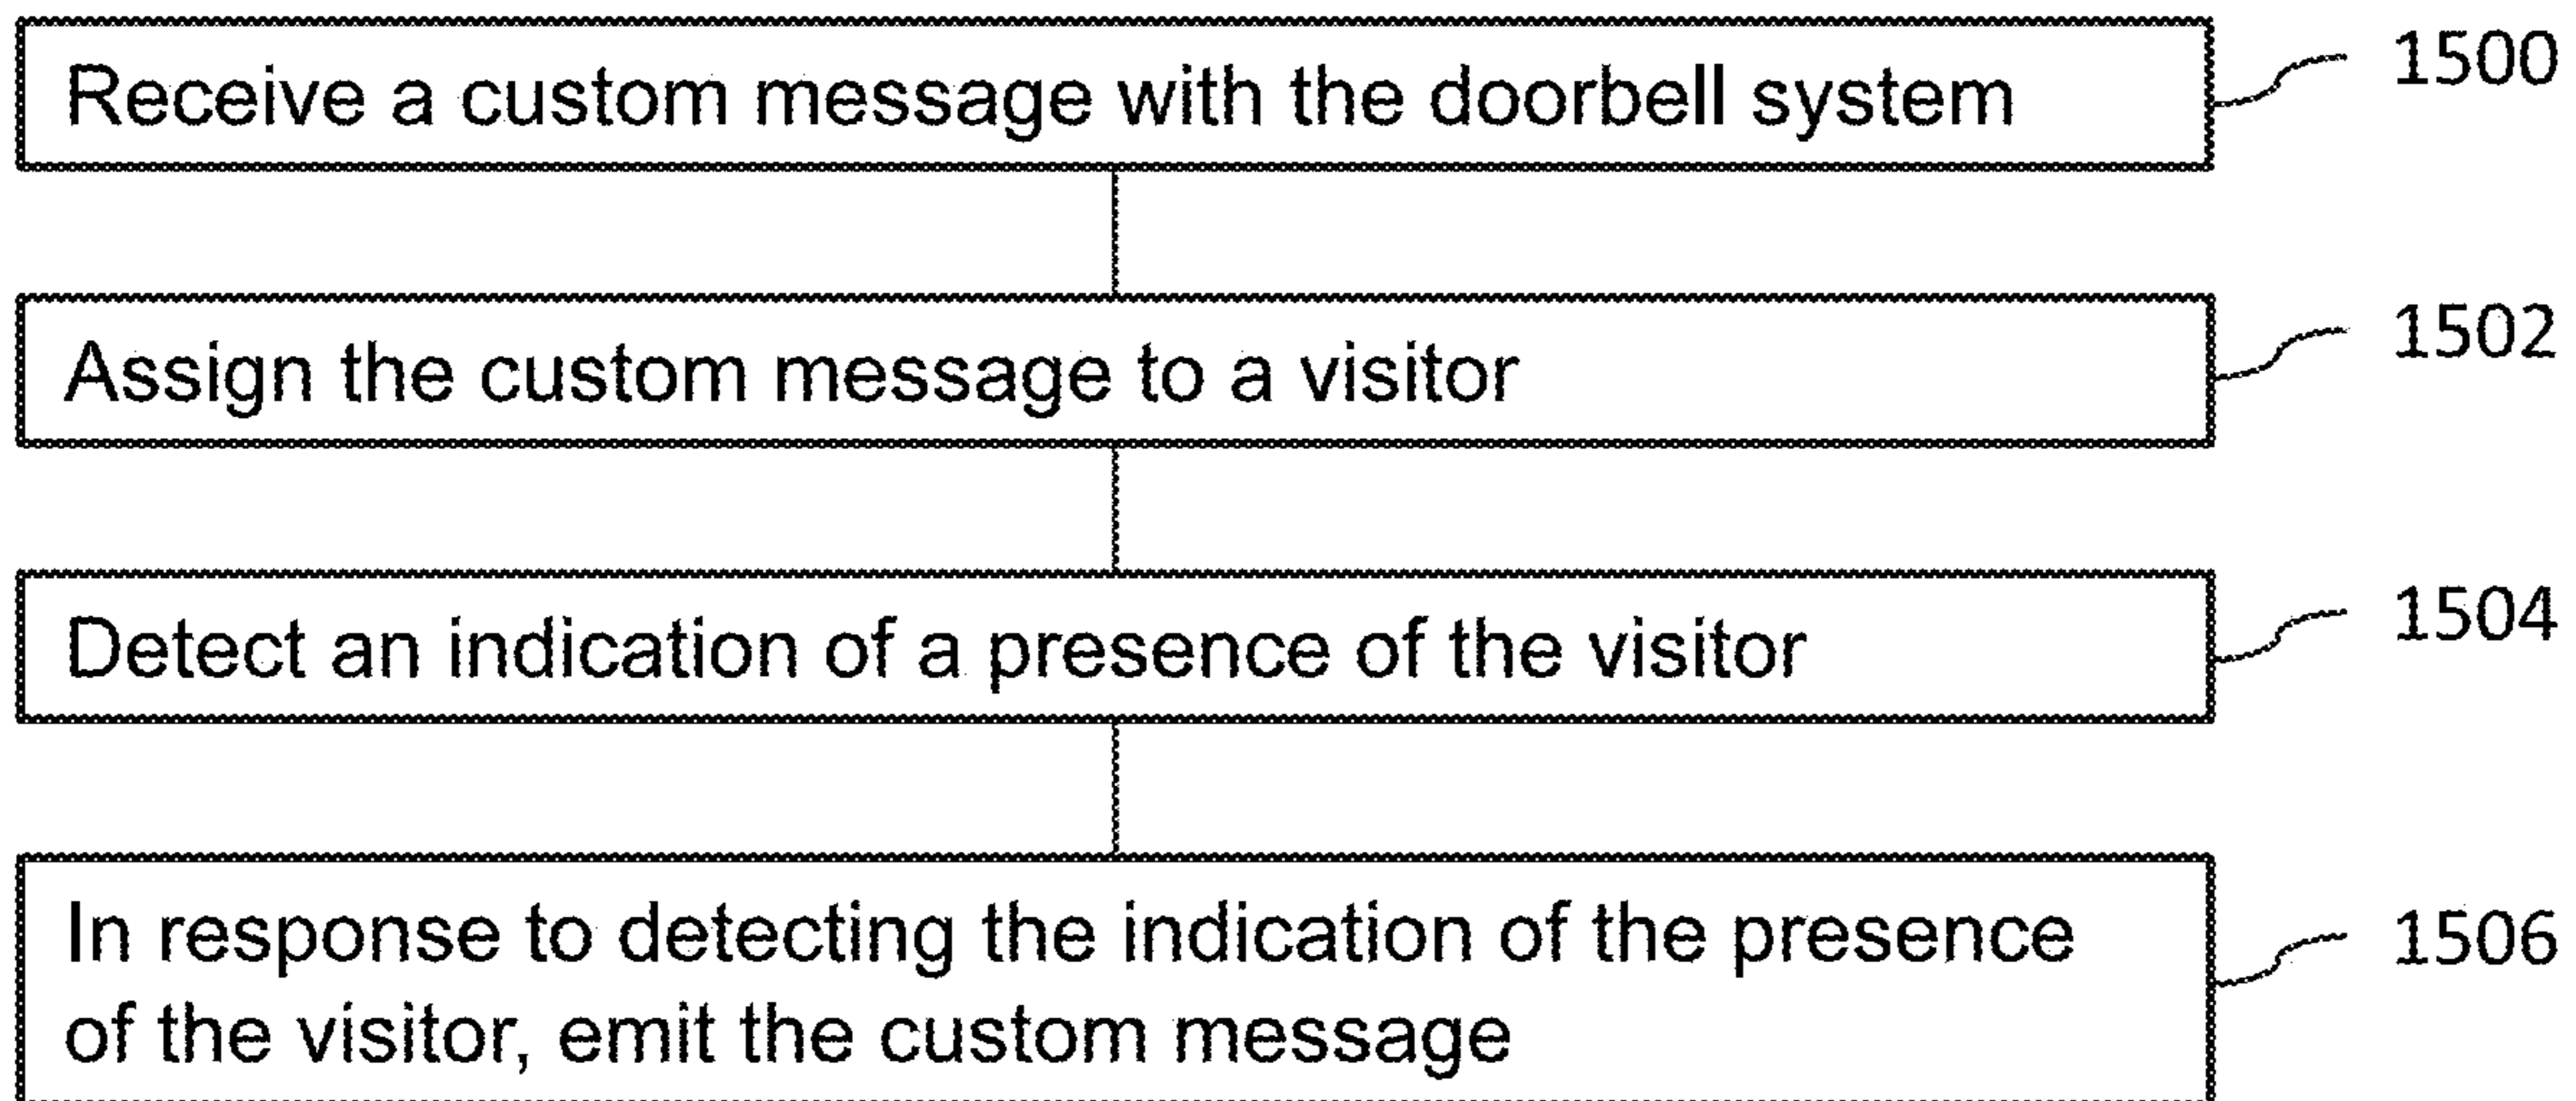 Receive a custom message with the doorbell system 1500
Assign the custom message to a visitor 1502
Detect an indication of a presence of the visitor 1504
In response to detecting the indication of the presence 1506
of the visitor, emit the custom message